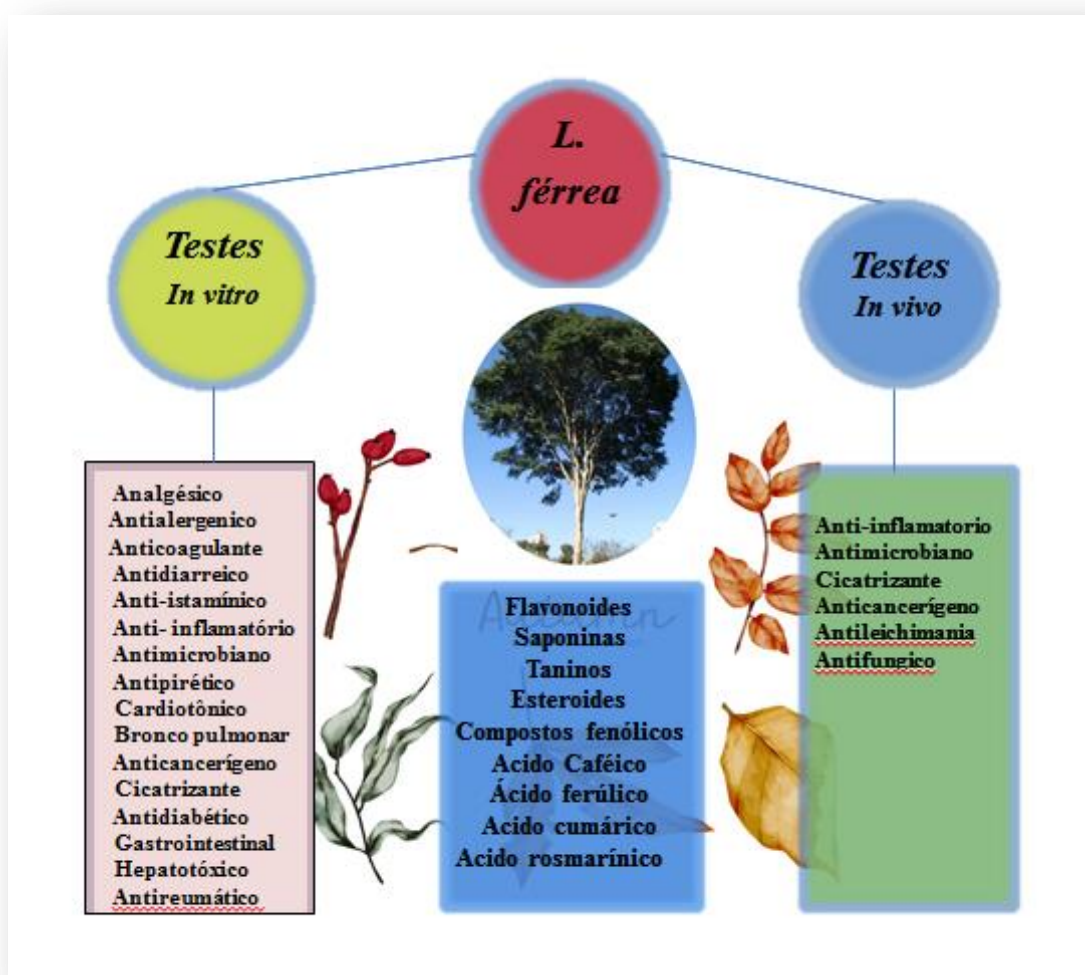 L.
férrea
Testes
In vitro
Testes
In vivo
Analgésico
Antialergenico
Anticoagulante
Antidiarreico
Anti-istamínico
Anti- inflamatório
Antimicrobiano
Antipirético
Cardiotônico
Bronco pulmonar
Anticancerígeno
Cicatrizante
Antidiabético
Gastrointestinal
Hepatotóxico
Antireumático
Autumn
Flavonoides
Saponinas
Taninos
Esteroides
Compostos fenólicos
Acido Caféico
Ácido ferúlico
Acido cumárico
Acido rosmarínico
Anti-inflamatorio
Antimicrobiano
Cicatrizante
Anticancerígeno
Antileichimania
Antifungico